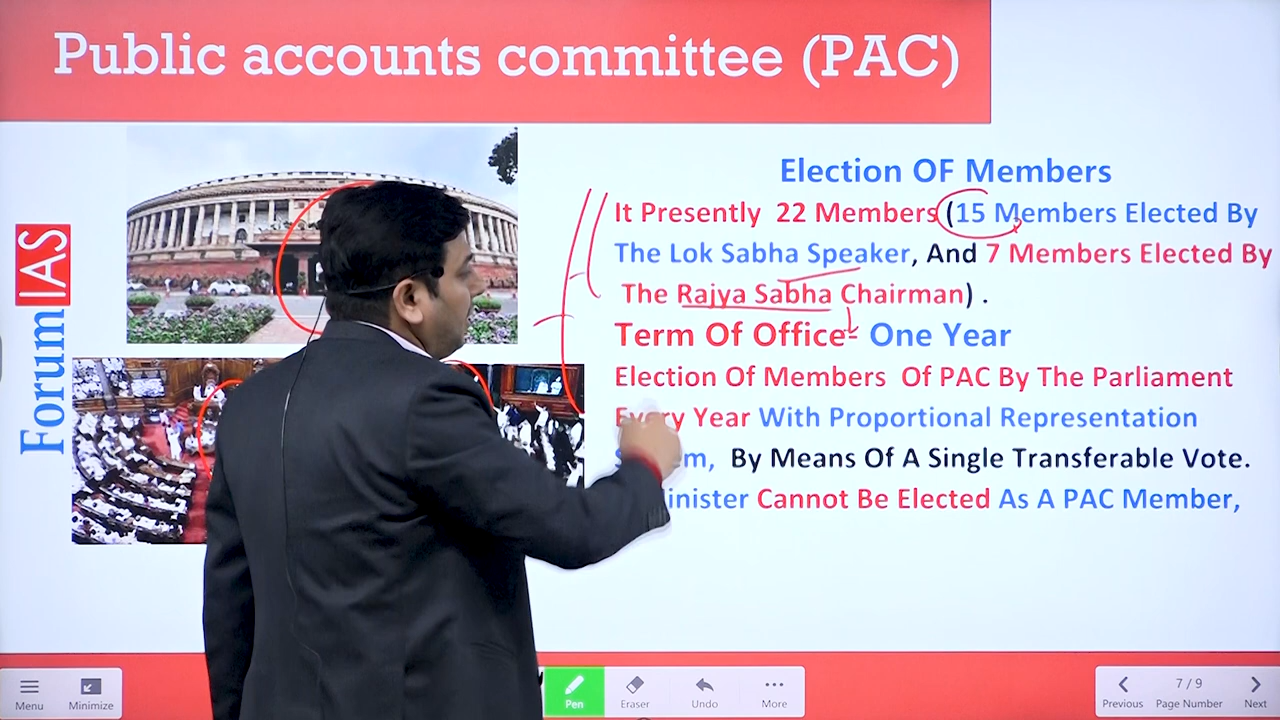 Public accounts committee (PAC)
Forum|IAS
Election OF Members
It Presently 22 Members (15 Members Elected By
The Lok Sabha Speaker, And 7 Members Elected By
The Rajya Sabha Chairman) .
Term Of Office- One Year
Election Of Members Of PAC By The Parliament
Every Year With Proportional Representation
By Means Of A Single Transferable Vote.
Cannot Be Elected As A PAC Member,
Menu
Minimize
Pen
Eraser
Undo
More
Previous
7 / 9
Page Number
Next